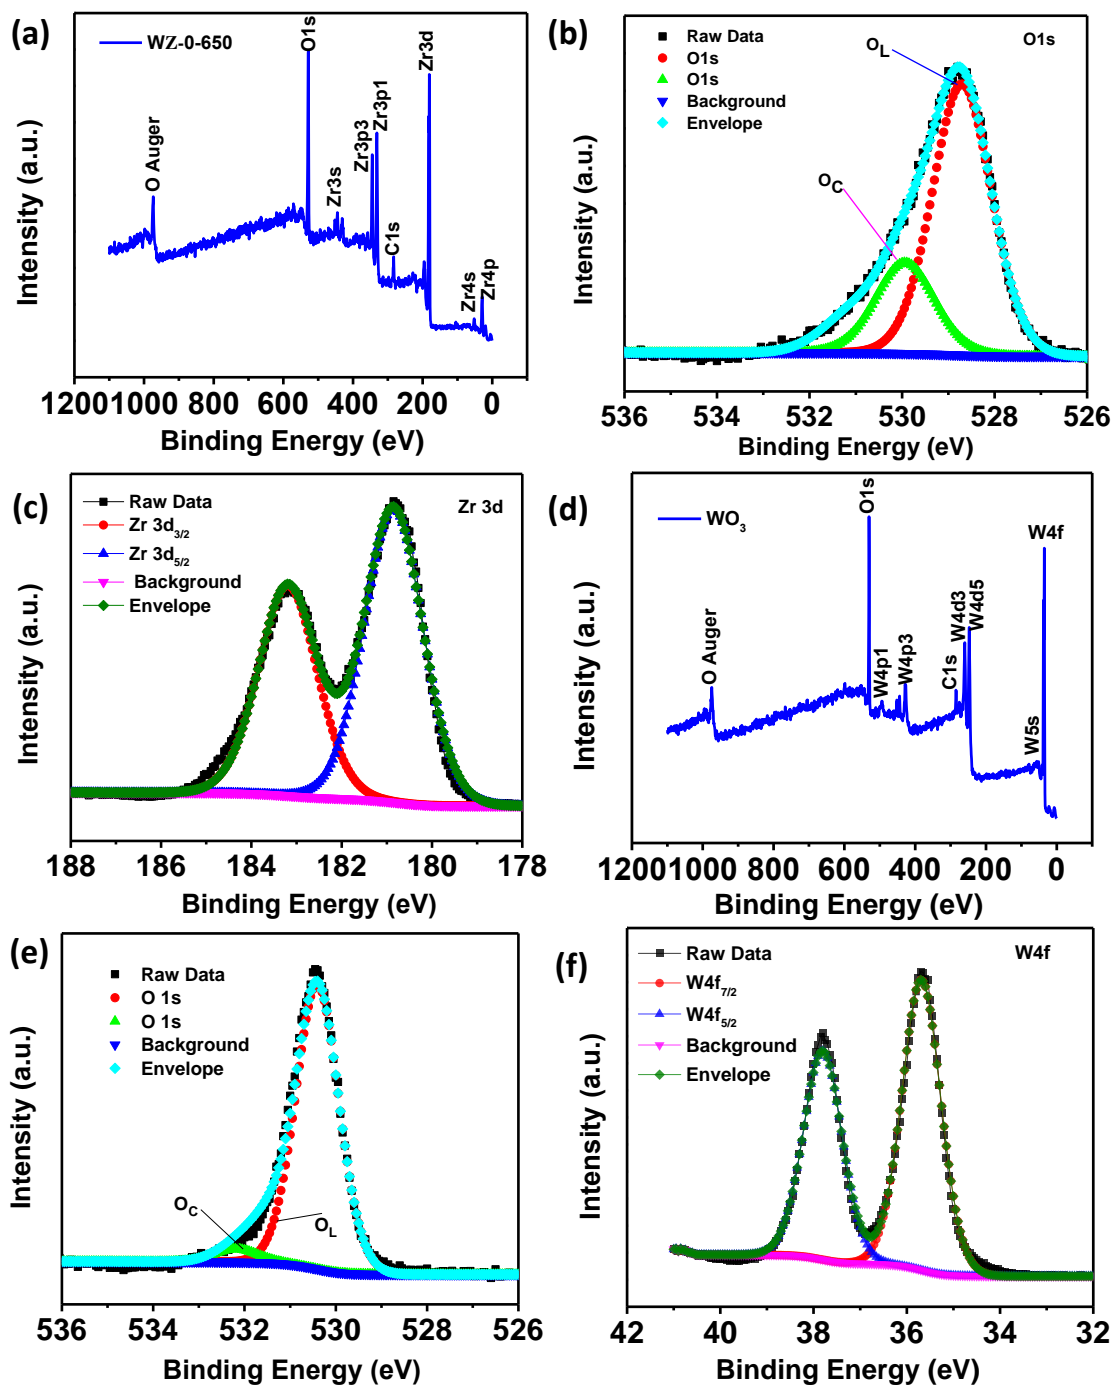 (a)
WZ-0-650
O Auger
O1s
Zr3s
Zr3p3
Zr3p1
C1s
Zr3d
Zr4s
Zr4p
Intensity (a.u.)
1200 1000 800 600 400 200 0
Binding Energy (eV)
(b)
Raw Data
O1s
O1s
Background
Envelope
O1s
OL
OC
Intensity (a.u.)
536 534 532 530 528 526
Binding Energy (eV)
(c)
Raw Data
Zr 3d3/2
Zr 3d5/2
Background
Envelope
Zr 3d
Intensity (a.u.)
188 186 184 182 180 178
Binding Energy (eV)
(d)
WO3
O Auger
O1s
W4p1
W4p3
C1s
W4d3
W4d5
W5s
W4f
Intensity (a.u.)
1200 1000 800 600 400 200 0
Binding Energy (eV)
(e)
Raw Data
O 1s
O 1s
Background
Envelope
OC
OL
Intensity (a.u.)
536 534 532 530 528 526
Binding Energy (eV)
(f)
Raw Data
W4f7/2
W4f5/2
Background
Envelope
W4f
Intensity (a.u.)
42 40 38 36 34 32
Binding Energy (eV)